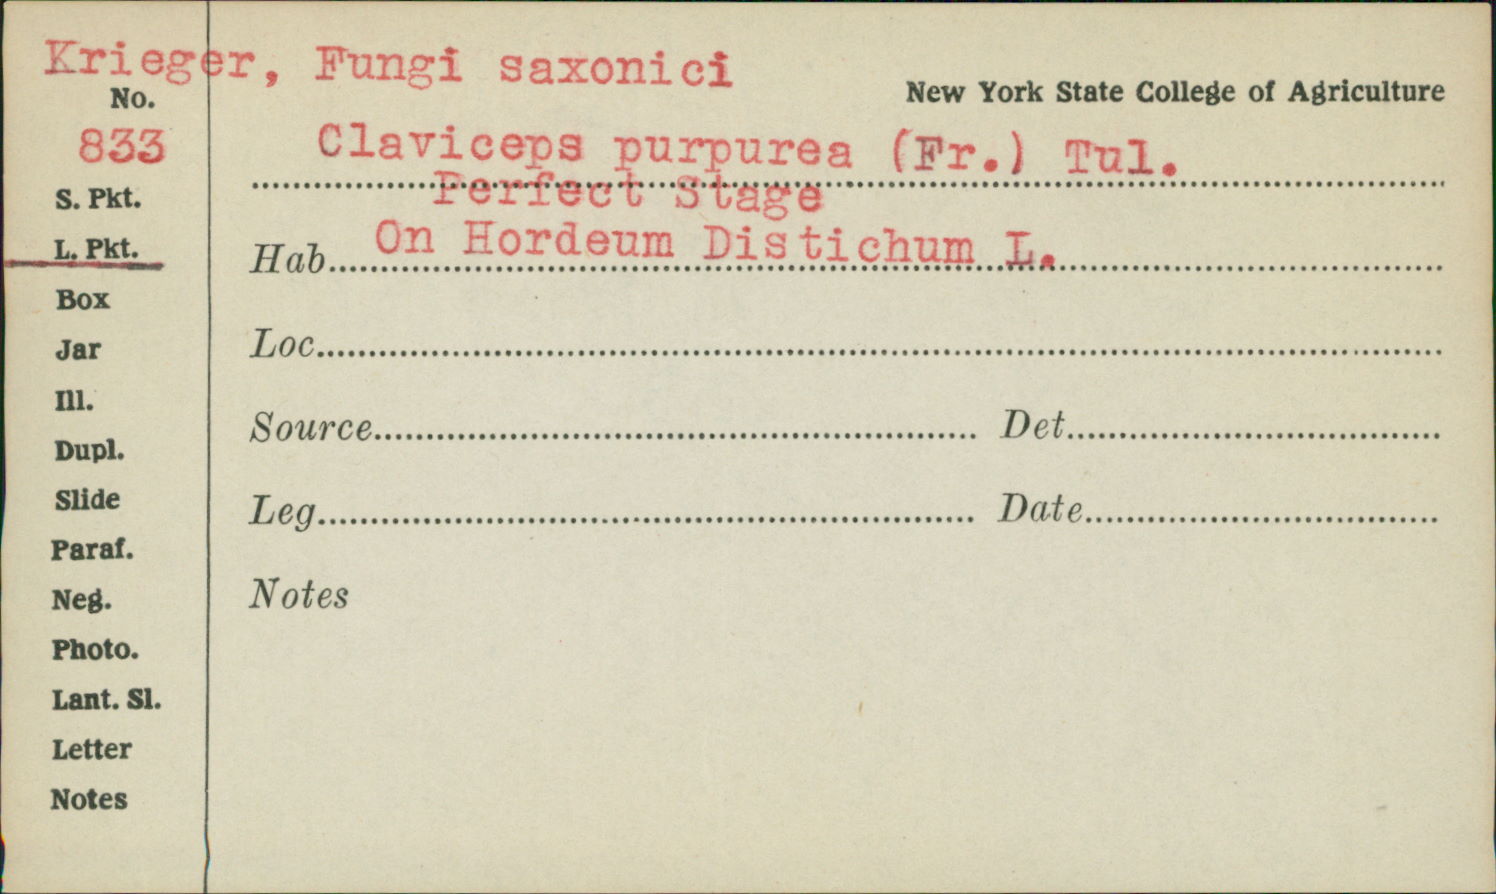 Krieger, Fungi saxonici
No.
New York State College of Agriculture
833
Claviceps purpurea (Fr.) Tul.
Perfect Stage
S. Pkt.
Hab. On Hordeum Distichum L.
L. Pkt.
Box
Loc.
Jar
Ill.
Source Det.
Dupl.
Slide
Leg. Date
Paraf.
Neg.
Notes
Photo.
Lant. Sl.
Letter
Notes